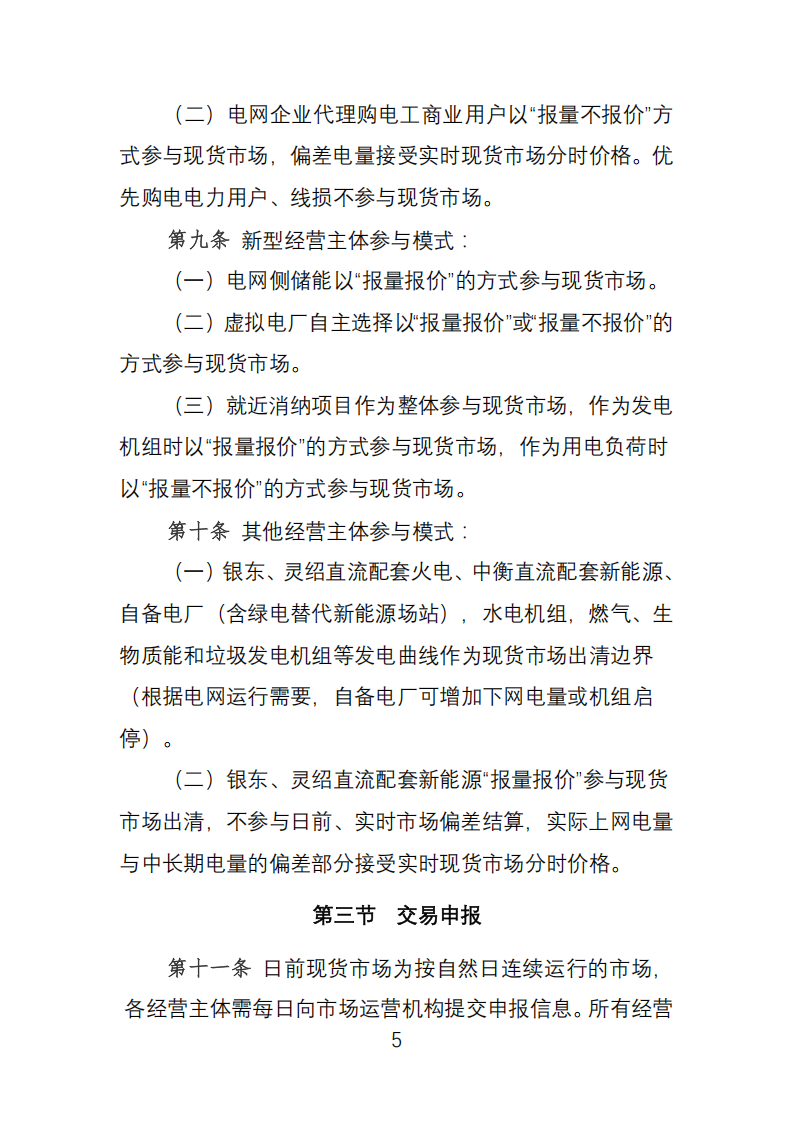 （二）电网企业代理购电工商业用户以“报量不报价”方
式参与现货市场，偏差电量接受实时现货市场分时价格。优
先购电电力用户、线损不参与现货市场。
第九条 新型经营主体参与模式：
（一）电网侧储能以“报量报价”的方式参与现货市场。
（二）虚拟电厂自主选择以“报量报价”或“报量不报价”的
方式参与现货市场。
（三）就近消纳项目作为整体参与现货市场，作为发电
机组时以“报量报价”的方式参与现货市场，作为用电负荷时
以“报量不报价”的方式参与现货市场。
第十条 其他经营主体参与模式：
（一）银东、灵绍直流配套火电、中衡直流配套新能源、
自备电厂（含绿电替代新能源场站），水电机组，燃气、生
物质能和垃圾发电机组等发电曲线作为现货市场出清边界
（根据电网运行需要，自备电厂可增加下网电量或机组启
停）。
（二）银东、灵绍直流配套新能源“报量报价”参与现货
市场出清，不参与日前、实时市场偏差结算，实际上网电量
与中长期电量的偏差部分接受实时现货市场分时价格。
第三节 交易申报
第十一条 日前现货市场为按自然日连续运行的市场，
各经营主体需每日向市场运营机构提交申报信息。所有经营
5